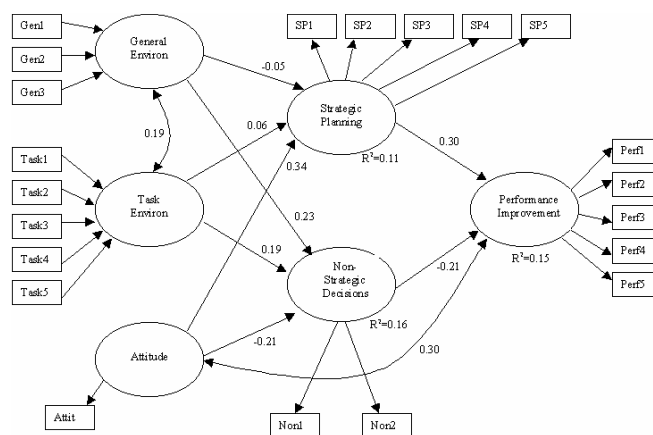 Gen1
Gen2
Gen3
General
Environ
SP1
SP2
SP3
SP4
SP5
-0.05
Strategic
Planning
0.19
0.06
0.34
R²=0.11
0.30
Task1
Task2
Task3
Task4
Task5
Task
Environ
0.23
0.19
Performance
Improvement
R²=0.15
Perf1
Perf2
Perf3
Perf4
Perf5
Non-
Strategic
Decisions
-0.21
R²=0.16
Attitude
-0.21
0.30
Attit
Non1
Non2